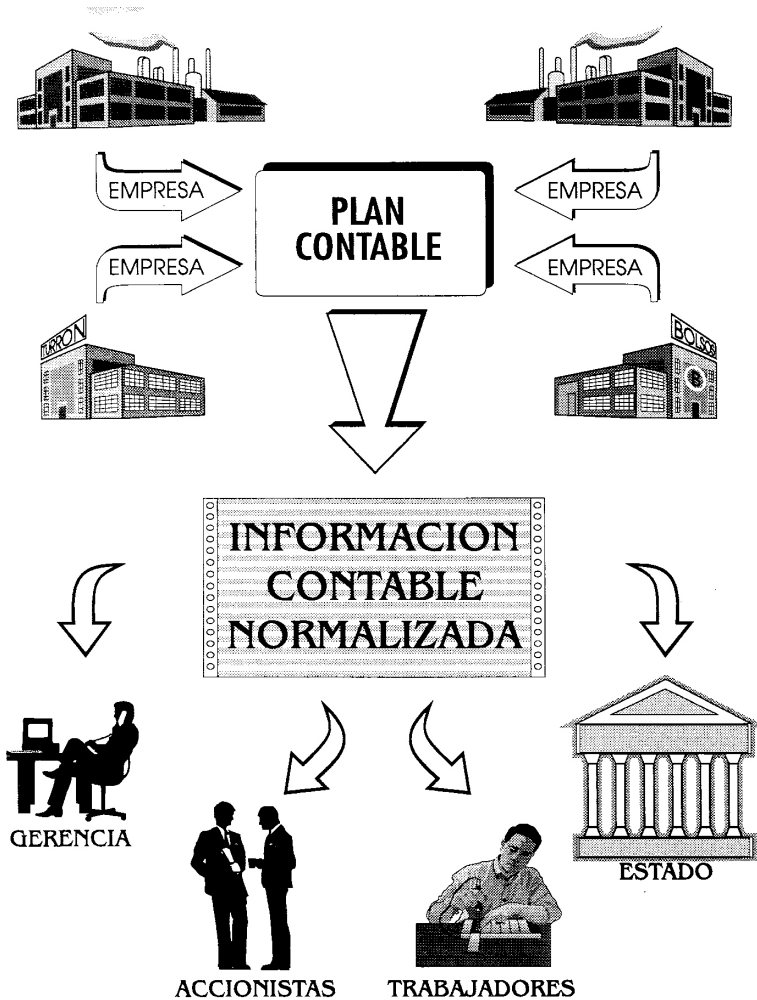 EMPRESA
EMPRESA
PLAN
CONTABLE
EMPRESA
EMPRESA
TURRON
BOLSOS
B
INFORMACION
CONTABLE
NORMALIZADA
GERENCIA
ESTADO
ACCIONISTAS
TRABAJADORES